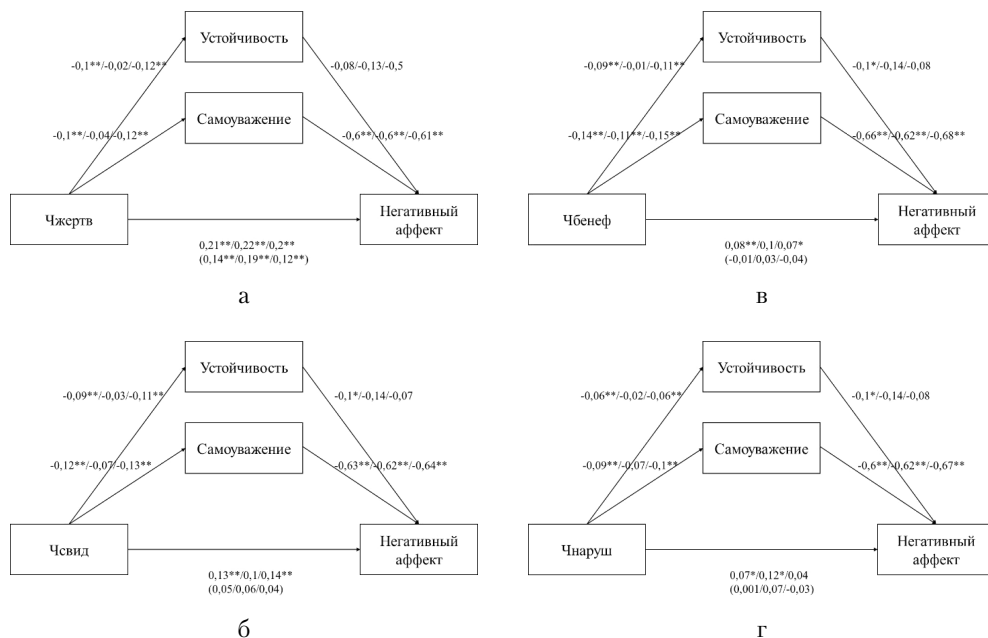 Устойчивость
-0,1**/-0,02/-0,12**
-0,08/-0,13/-0,5
Самоуважение
-0,1**/-0,04/-0,12**
-0,6**/-0,6**/-0,61**
Чжертв
Негативный
аффект
0,21**/0,22**/0,2**
(0,14**/0,19**/0,12**)
а
Устойчивость
-0,09**/-0,01/-0,11**
-0,1*/-0,14/-0,08
Самоуважение
-0,14**/-0,11**/-0,15**
-0,66**/-0,62**/-0,68**
Чбенеф
Негативный
аффект
0,08**/0,1/0,07*
(-0,01/0,03/-0,04)
в
Устойчивость
-0,09**/-0,03/-0,11**
-0,1*/-0,14/-0,07
Самоуважение
-0,12**/-0,07/-0,13**
-0,63**/-0,62**/-0,64**
Чсвид
Негативный
аффект
0,13**/0,1/0,14**
(0,05/0,06/0,04)
б
Устойчивость
-0,06**/-0,02/-0,06**
-0,1*/-0,14/-0,08
Самоуважение
-0,09**/-0,07/-0,1**
-0,6**/-0,62**/-0,67**
Чнаруш
Негативный
аффект
0,07*/0,12*/0,04
(0,001/0,07/-0,03)
г